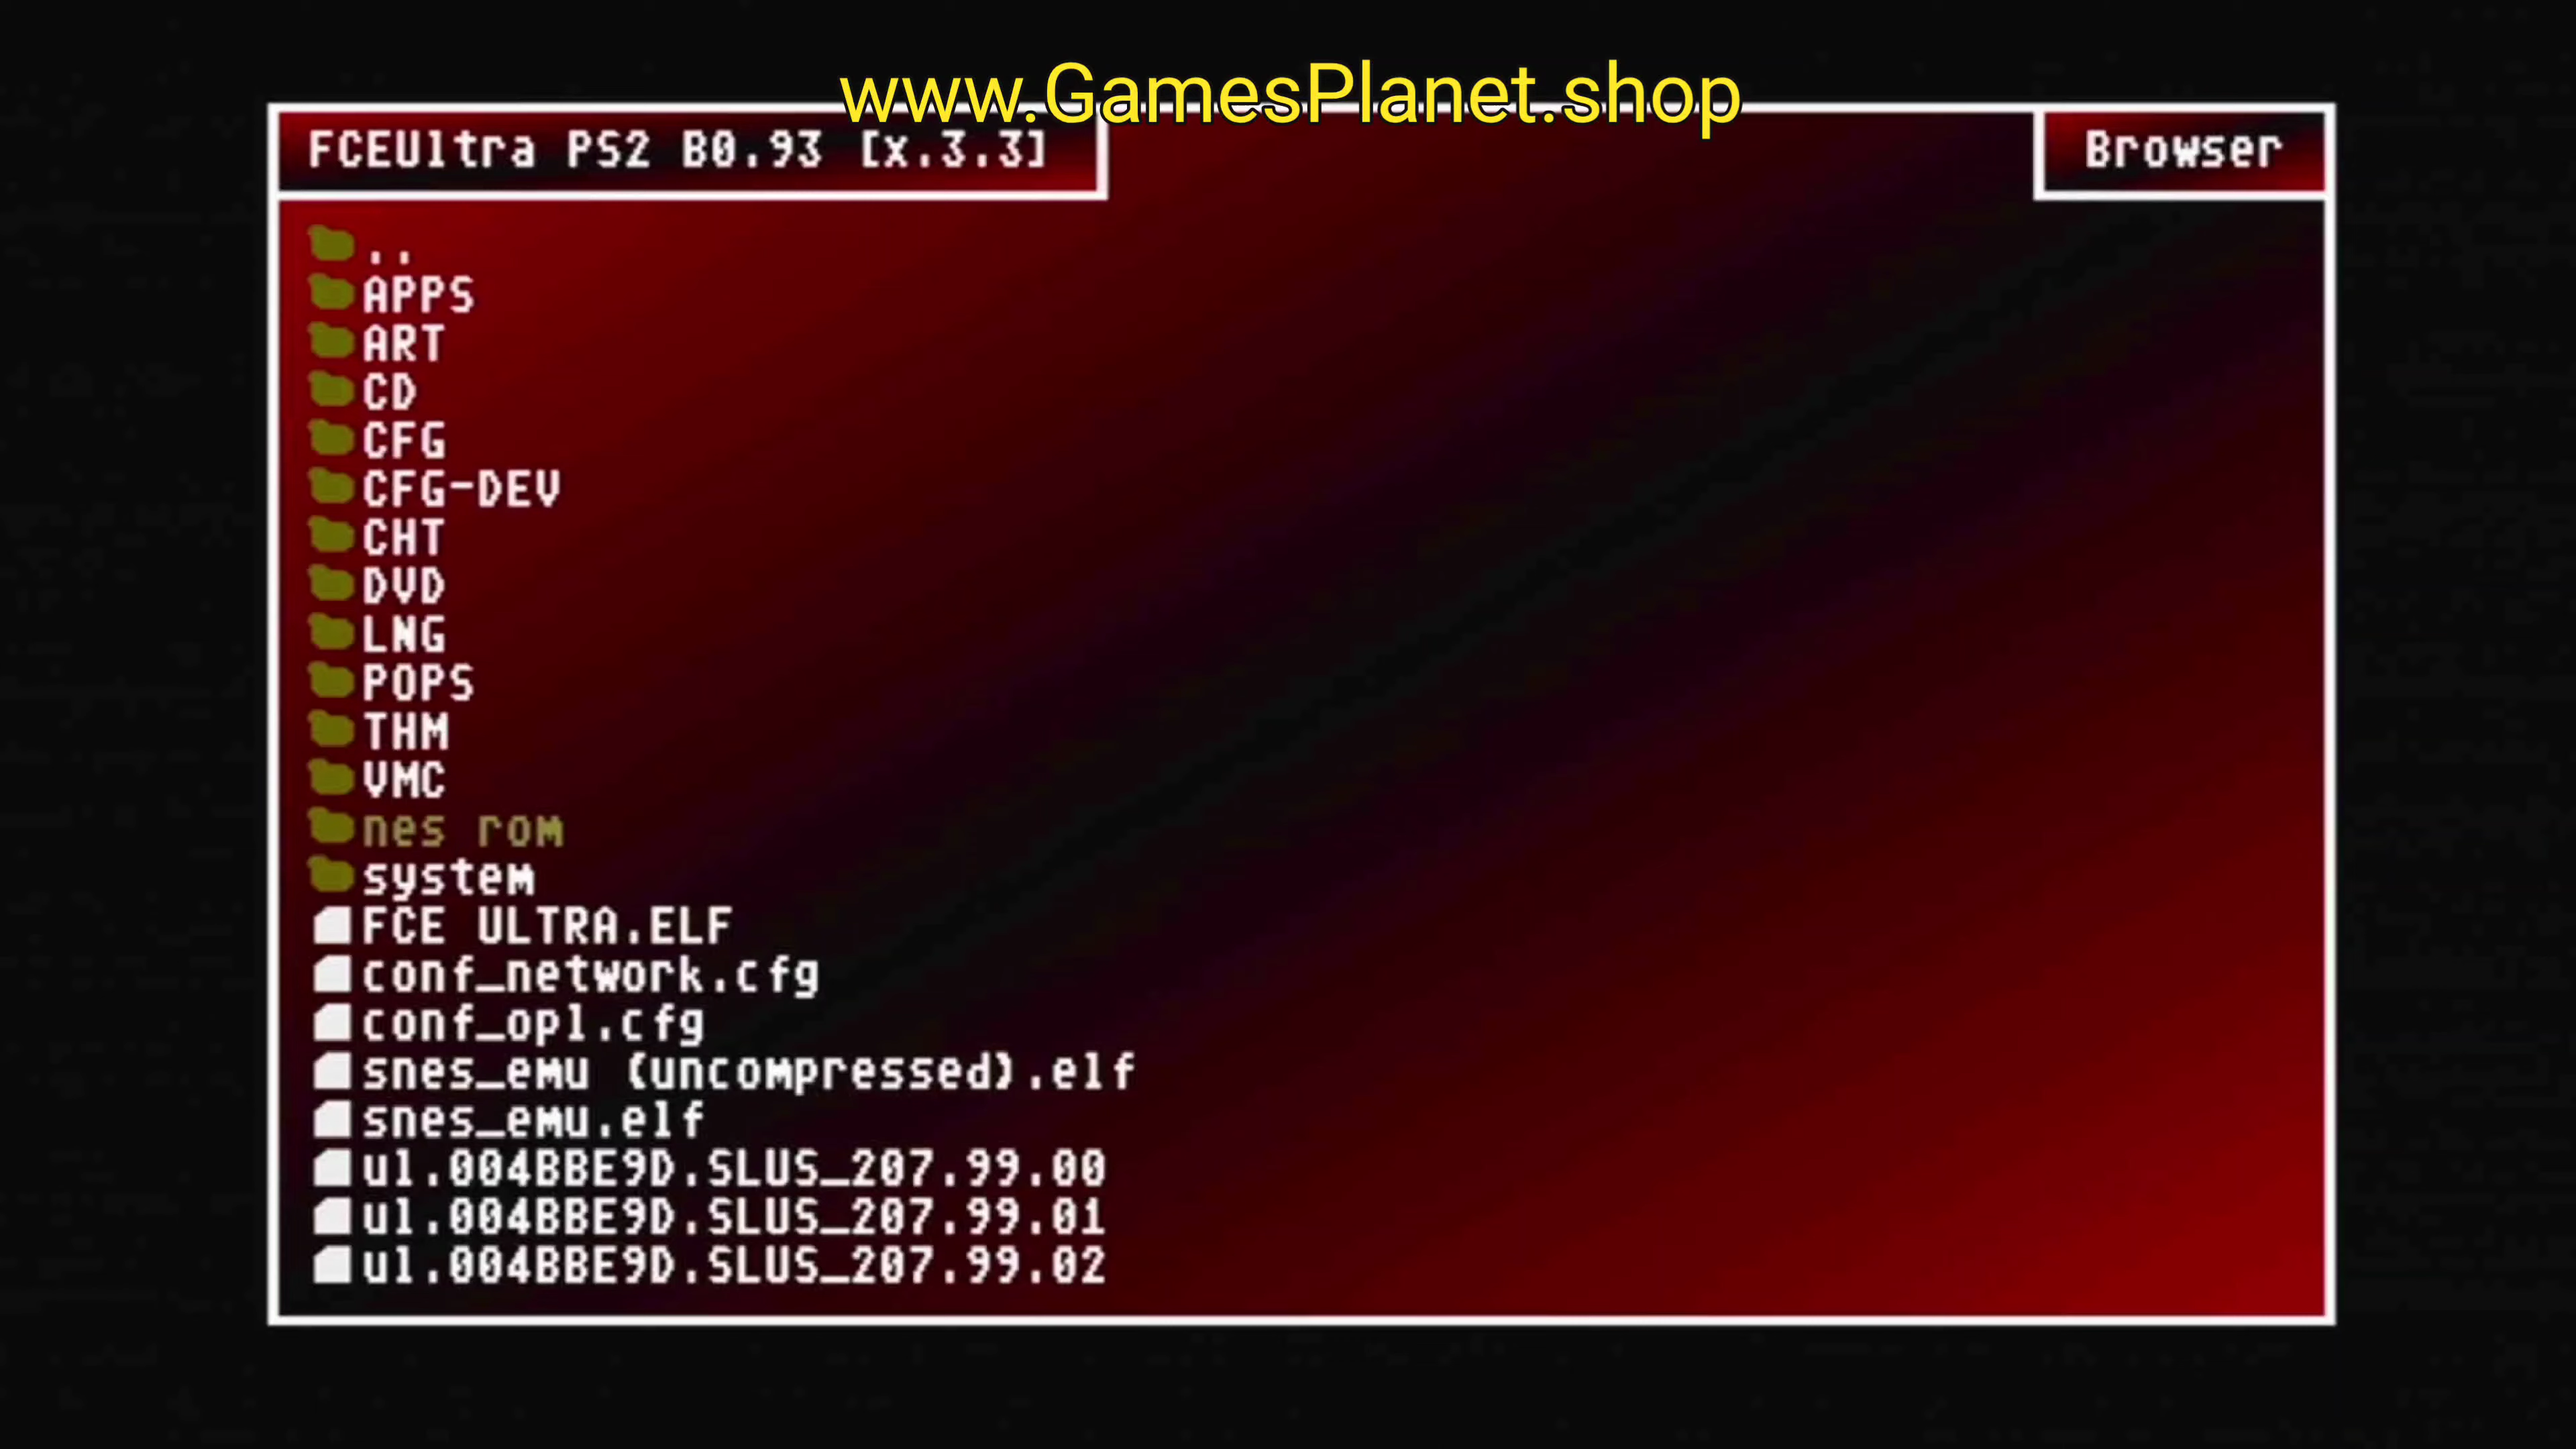 www.GamesPlanet.shop
FCEUltra PS2 B0.93 [x.3.3]
Browser
..
APPS
ART
CD
CFG
CFG-DEV
CHT
DVD
LNG
POPS
THM
VMC
nes rom
system
FCE ULTRA.ELF
conf_network.cfg
conf_opl.cfg
snes_emu (uncompressed).elf
snes_emu.elf
ul.004BBE9D.SLUS_207.99.00
ul.004BBE9D.SLUS_207.99.01
ul.004BBE9D.SLUS_207.99.02